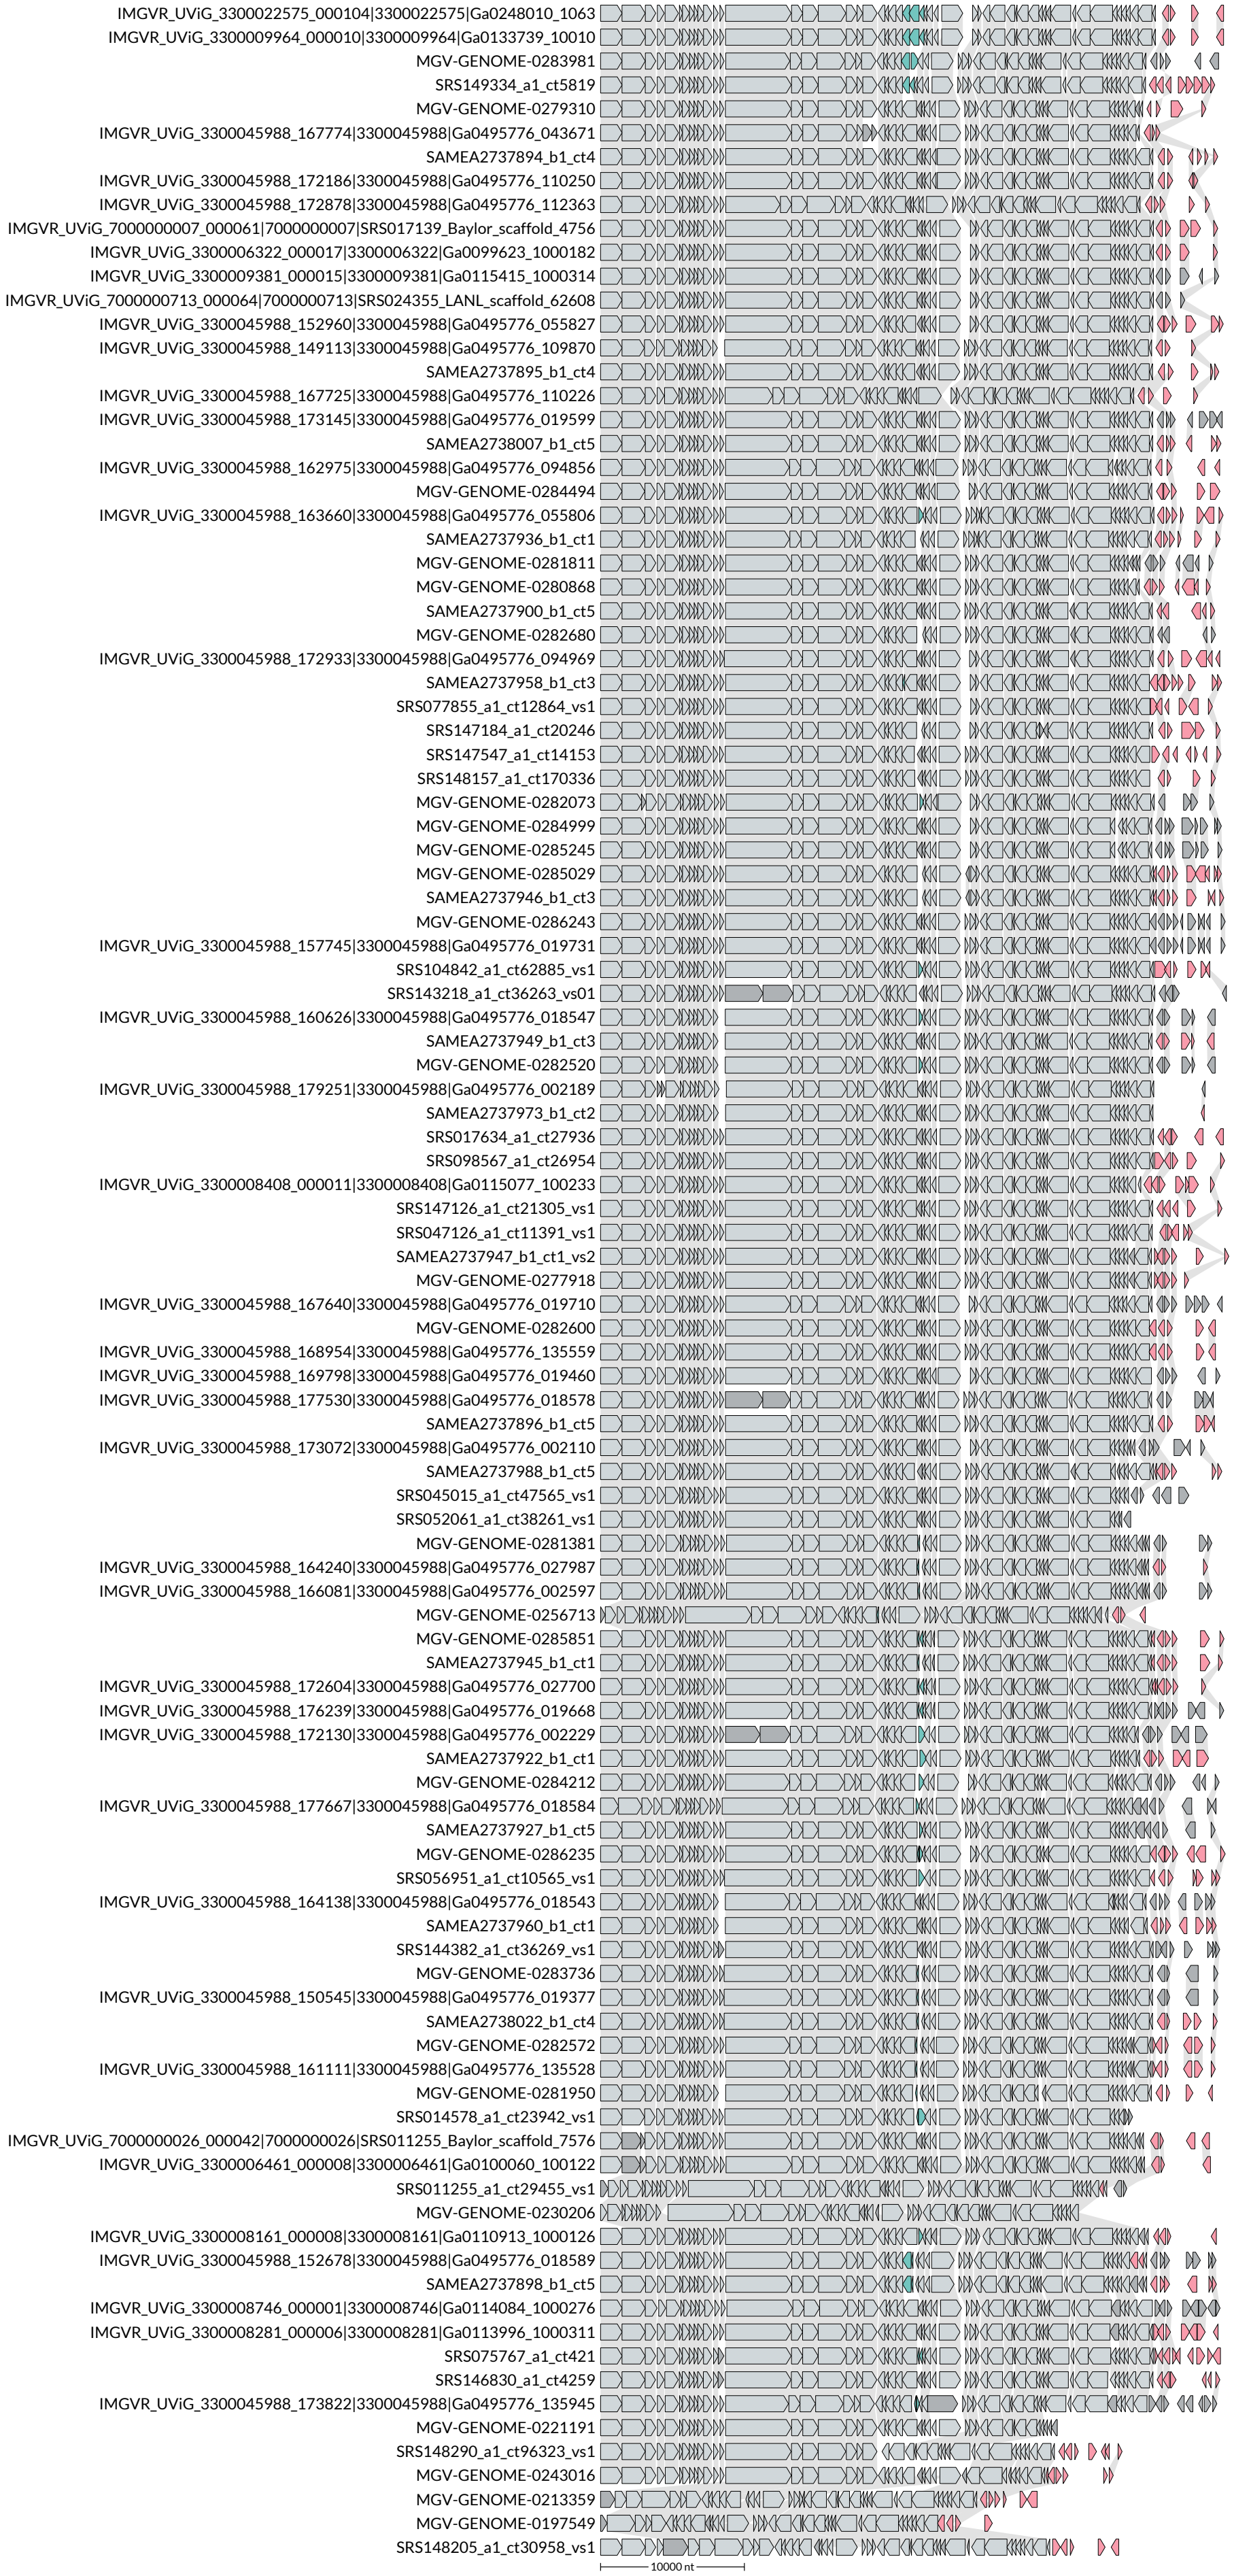 IMGVR_UViG_3300022575_000104|3300022575|Ga0248010_1063
IMGVR_UViG_3300009964_000010|3300009964|Ga0133739_10010
MGV-GENOME-0283981
SRS149334_a1_ct5819
MGV-GENOME-0279310
IMGVR_UViG_3300045988_167774|3300045988|Ga0495776_043671
SAMEA2737894_b1_ct4
IMGVR_UViG_3300045988_172186|3300045988|Ga0495776_110250
IMGVR_UViG_3300045988_172878|3300045988|Ga0495776_112363
IMGVR_UViG_7000000007_000061|7000000007|SRS017139_Baylor_scaffold_4756
IMGVR_UViG_3300006322_000017|3300006322|Ga0099623_1000182
IMGVR_UViG_3300009381_000015|3300009381|Ga0115415_1000314
IMGVR_UViG_7000000713_000064|7000000713|SRS024355_LANL_scaffold_62608
IMGVR_UViG_3300045988_152960|3300045988|Ga0495776_055827
IMGVR_UViG_3300045988_149113|3300045988|Ga0495776_109870
SAMEA2737895_b1_ct4
IMGVR_UViG_3300045988_167725|3300045988|Ga0495776_110226
IMGVR_UViG_3300045988_173145|3300045988|Ga0495776_019599
SAMEA2738007_b1_ct5
IMGVR_UViG_3300045988_162975|3300045988|Ga0495776_094856
MGV-GENOME-0284494
IMGVR_UViG_3300045988_163660|3300045988|Ga0495776_055806
SAMEA2737936_b1_ct1
MGV-GENOME-0281811
MGV-GENOME-0280868
SAMEA2737900_b1_ct5
MGV-GENOME-0282680
IMGVR_UViG_3300045988_172933|3300045988|Ga0495776_094969
SAMEA2737958_b1_ct3
SRS077855_a1_ct12864_vs1
SRS147184_a1_ct20246
SRS147547_a1_ct14153
SRS148157_a1_ct170336
MGV-GENOME-0282073
MGV-GENOME-0284999
MGV-GENOME-0285245
MGV-GENOME-0285029
SAMEA2737946_b1_ct3
MGV-GENOME-0286243
IMGVR_UViG_3300045988_157745|3300045988|Ga0495776_019731
SRS104842_a1_ct62885_vs1
SRS143218_a1_ct36263_vs01
IMGVR_UViG_3300045988_160626|3300045988|Ga0495776_018547
SAMEA2737949_b1_ct3
MGV-GENOME-0282520
IMGVR_UViG_3300045988_179251|3300045988|Ga0495776_002189
SAMEA2737973_b1_ct2
SRS017634_a1_ct27936
SRS098567_a1_ct26954
IMGVR_UViG_3300008408_000011|3300008408|Ga0115077_100233
SRS147126_a1_ct21305_vs1
SRS047126_a1_ct11391_vs1
SAMEA2737947_b1_ct1_vs2
MGV-GENOME-0277918
IMGVR_UViG_3300045988_167640|3300045988|Ga0495776_019710
MGV-GENOME-0282600
IMGVR_UViG_3300045988_168954|3300045988|Ga0495776_135559
IMGVR_UViG_3300045988_169798|3300045988|Ga0495776_019460
IMGVR_UViG_3300045988_177530|3300045988|Ga0495776_018578
SAMEA2737896_b1_ct5
IMGVR_UViG_3300045988_173072|3300045988|Ga0495776_002110
SAMEA2737988_b1_ct5
SRS045015_a1_ct47565_vs1
SRS052061_a1_ct38261_vs1
MGV-GENOME-0281381
IMGVR_UViG_3300045988_164240|3300045988|Ga0495776_027987
IMGVR_UViG_3300045988_166081|3300045988|Ga0495776_002597
MGV-GENOME-0256713
MGV-GENOME-0285851
SAMEA2737945_b1_ct1
IMGVR_UViG_3300045988_172604|3300045988|Ga0495776_027700
IMGVR_UViG_3300045988_176239|3300045988|Ga0495776_019668
IMGVR_UViG_3300045988_172130|3300045988|Ga0495776_002229
SAMEA2737922_b1_ct1
MGV-GENOME-0284212
IMGVR_UViG_3300045988_177667|3300045988|Ga0495776_018584
SAMEA2737927_b1_ct5
MGV-GENOME-0286235
SRS056951_a1_ct10565_vs1
IMGVR_UViG_3300045988_164138|3300045988|Ga0495776_018543
SAMEA2737960_b1_ct1
SRS144382_a1_ct36269_vs1
MGV-GENOME-0283736
IMGVR_UViG_3300045988_150545|3300045988|Ga0495776_019377
SAMEA2738022_b1_ct4
MGV-GENOME-0282572
IMGVR_UViG_3300045988_161111|3300045988|Ga0495776_135528
MGV-GENOME-0281950
SRS014578_a1_ct23942_vs1
IMGVR_UViG_7000000026_000042|7000000026|SRS011255_Baylor_scaffold_7576
IMGVR_UViG_3300006461_000008|3300006461|Ga0100060_100122
SRS011255_a1_ct29455_vs1
MGV-GENOME-0230206
IMGVR_UViG_3300008161_000008|3300008161|Ga0110913_1000126
IMGVR_UViG_3300045988_152678|3300045988|Ga0495776_018589
SAMEA2737898_b1_ct5
IMGVR_UViG_3300008746_000001|3300008746|Ga0114084_1000276
IMGVR_UViG_3300008281_000006|3300008281|Ga0113996_1000311
SRS075767_a1_ct421
SRS146830_a1_ct4259
IMGVR_UViG_3300045988_173822|3300045988|Ga0495776_135945
MGV-GENOME-0221191
SRS148290_a1_ct96323_vs1
MGV-GENOME-0243016
MGV-GENOME-0213359
MGV-GENOME-0197549
SRS148205_a1_ct30958_vs1
10000 nt